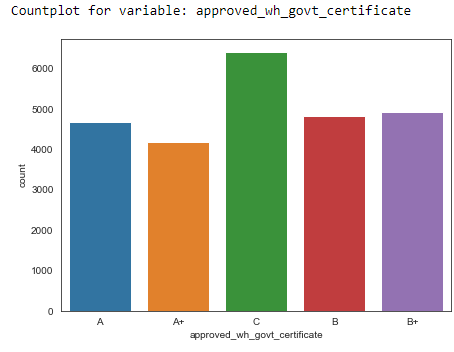 Countplot for variable: approved_wh_govt_certificate
6000
5000
4000
3000
2000
1000
0
count
A A+ C B B+
approved_wh_govt_certificate